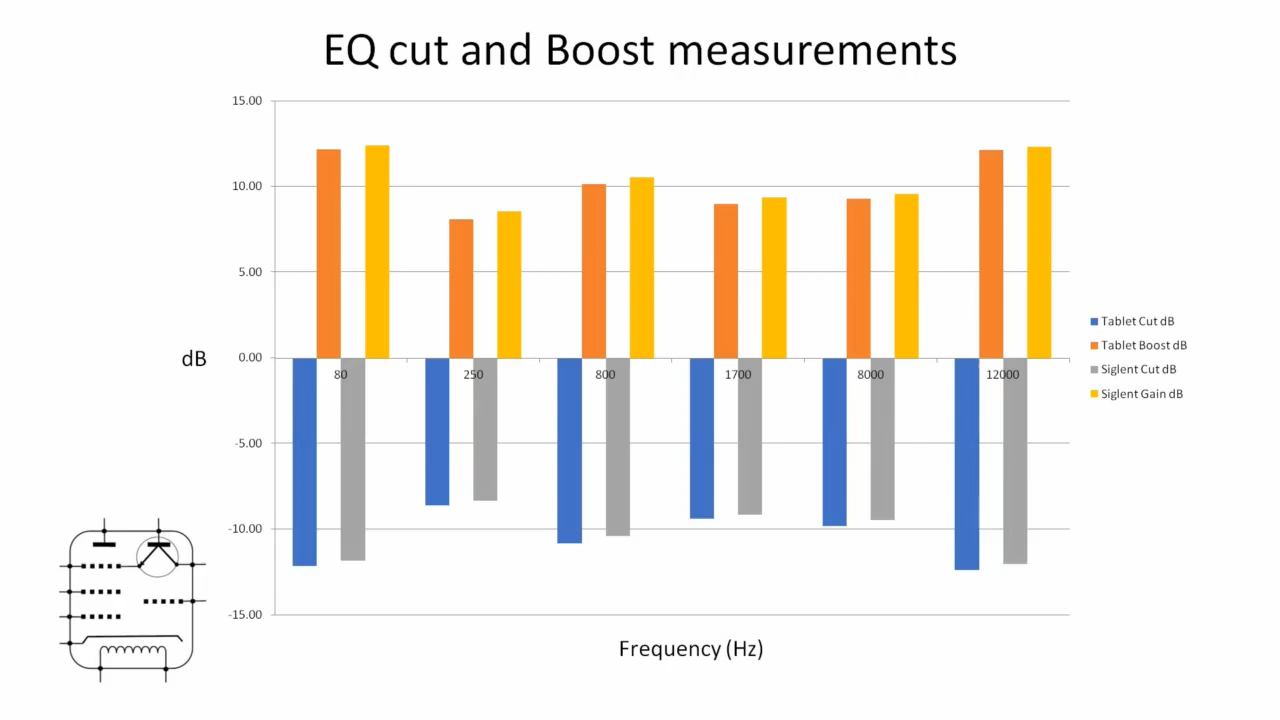 EQ cut and Boost measurements
15.00
10.00
5.00
0.00
-5.00
-10.00
-15.00
dB
80 250 800 1700 8000 12000
Tablet Cut dB
Tablet Boost dB
Siglent Cut dB
Siglent Gain dB
Frequency (Hz)